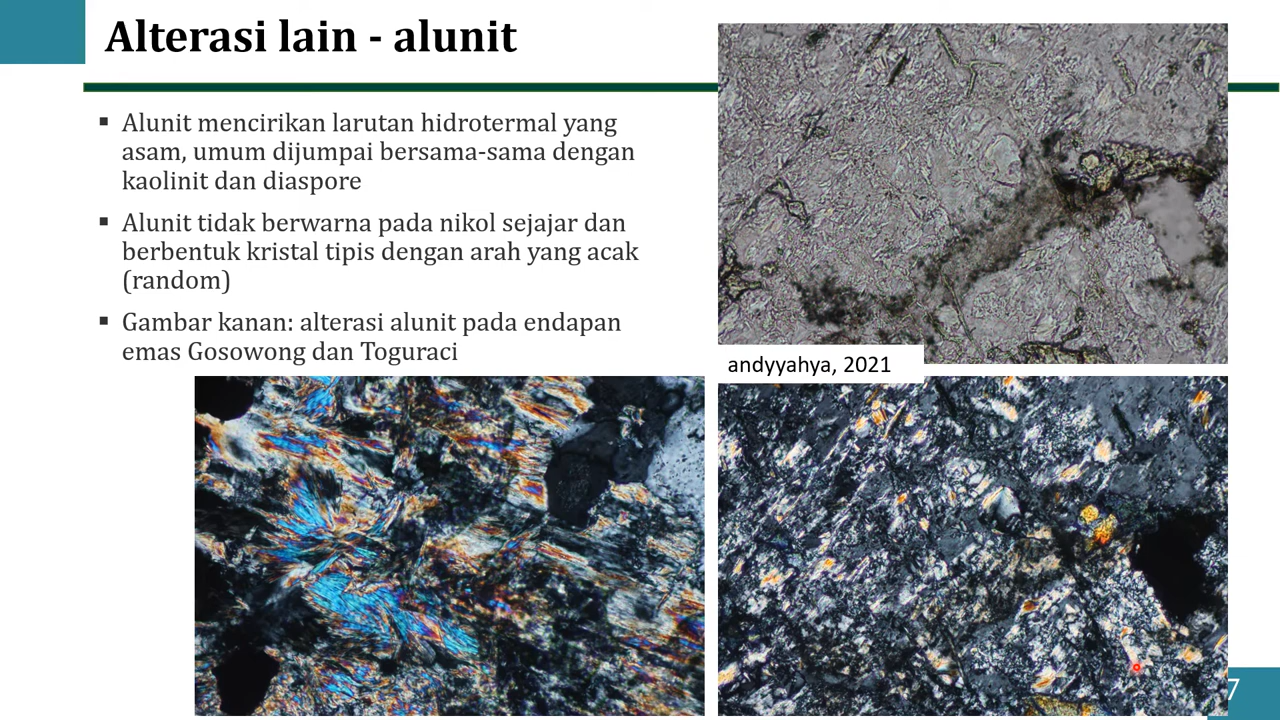 Alterasi lain - alunit
▪ Alunit mencirikan larutan hidrotermal yang
asam, umum dijumpai bersama-sama dengan
kaolinit dan diaspore
▪ Alunit tidak berwarna pada nikol sejajar dan
berbentuk kristal tipis dengan arah yang acak
(random)
▪ Gambar kanan: alterasi alunit pada endapan
emas Gosowong dan Toguraci
andyyahya, 2021
7